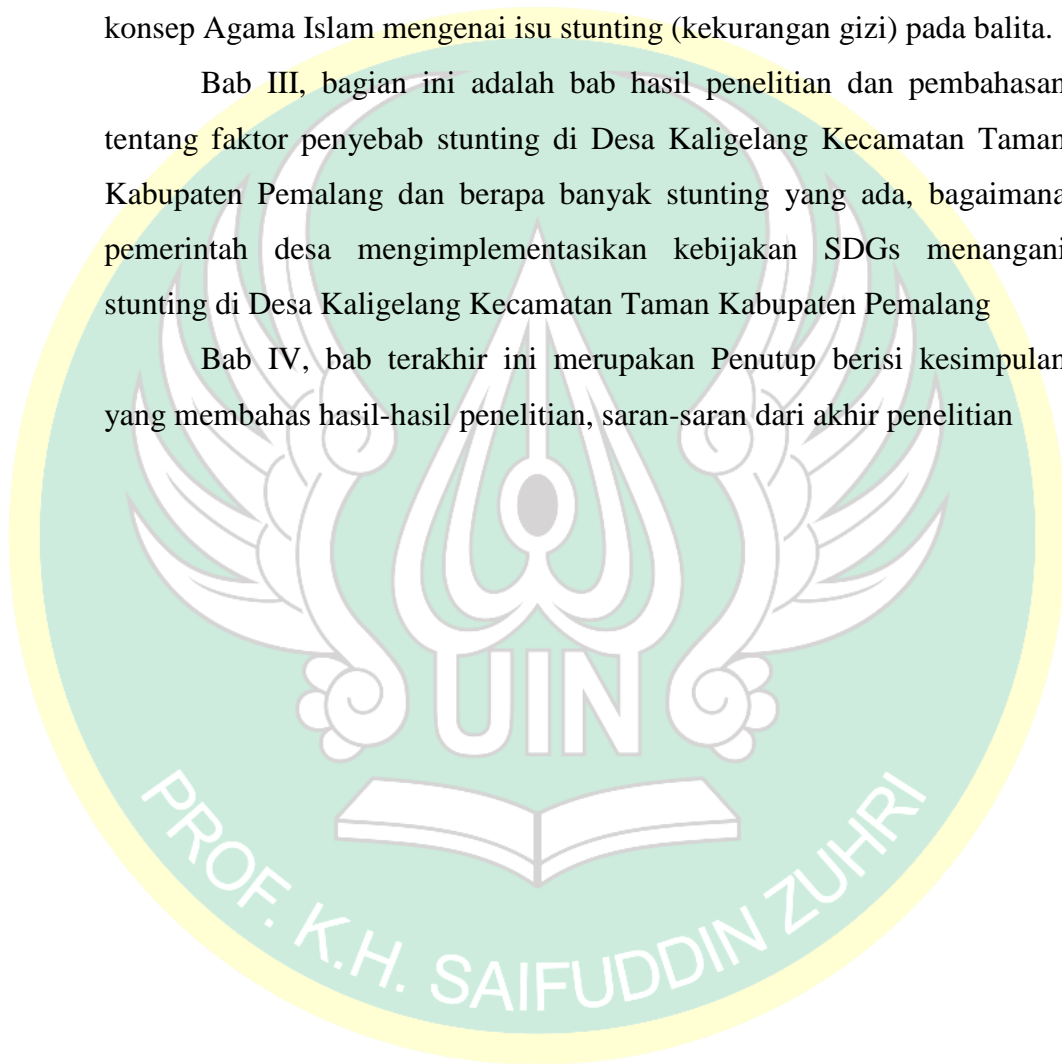 konsep Agama Islam mengenai isu stunting (kekurangan gizi) pada balita.
Bab III, bagian ini adalah bab hasil penelitian dan pembahasan
tentang faktor penyebab stunting di Desa Kaligelang Kecamatan Taman
Kabupaten Pemalang dan berapa banyak stunting yang ada, bagaimana
pemerintah desa mengimplementasikan kebijakan SDGs menangani
stunting di Desa Kaligelang Kecamatan Taman Kabupaten Pemalang
Bab IV, bab terakhir ini merupakan Penutup berisi kesimpulan
yang membahas hasil-hasil penelitian, saran-saran dari akhir penelitian
UIN
PROF. K.H. SAIFUDDIN ZUHRI